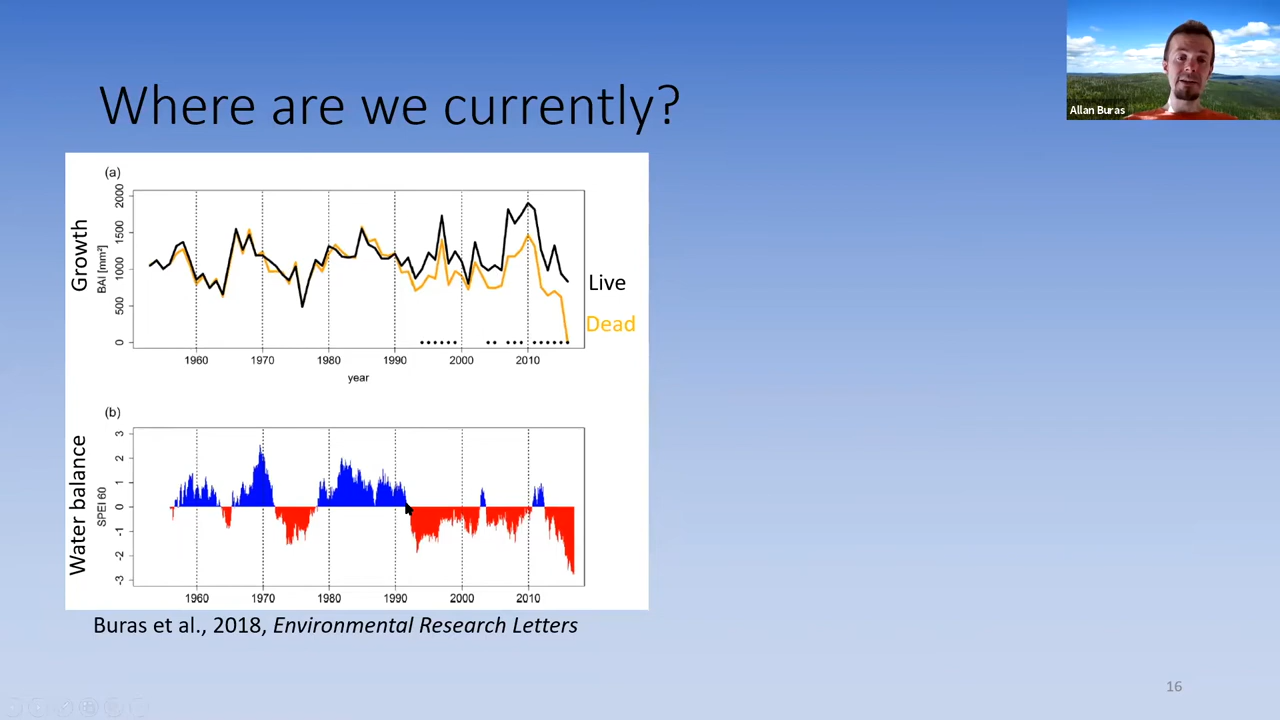 Where are we currently?
Allan Buras
(a)
Growth
BAI [mm²]
2000
1500
1000
500
0
1960 1970 1980 1990 2000 2010
year
Live
Dead
(b)
Water balance
SPEI 60
3
2
1
0
-1
-2
-3
1960 1970 1980 1990 2000 2010
Buras et al., 2018, Environmental Research Letters
16